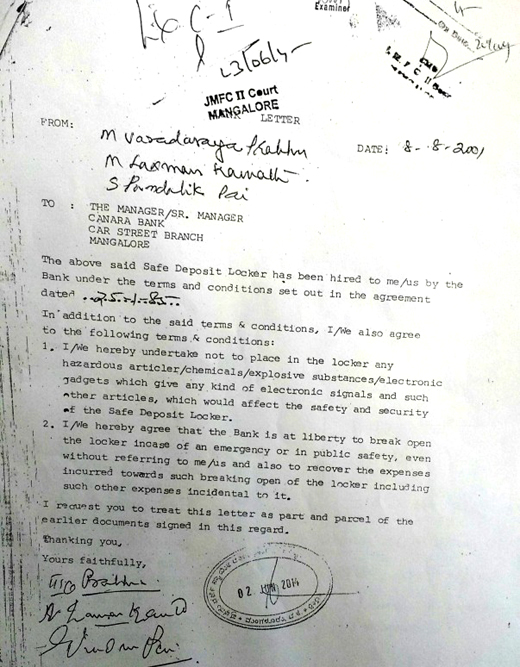 Ex C-1
23/06/15
JMFC II Court
MANGALORE
Examiner
LETTER
FROM:
M Varadaraya Prabhu
M Laxman Kamath
S Pundalik Pai
DATE: 8-8-2001
TO : THE MANAGER/SR. MANAGER
CANARA BANK
CAR STREET BRANCH
MANGALORE
The above said Safe Deposit Locker has been hired to me/us by the
Bank under the terms and conditions set out in the agreement
dated
In addition to the said terms & conditions, I/We also agree
to the following terms & conditions:
1. I/We hereby undertake not to place in the locker any
hazardous articler/chemicals/explosive substances/electronic
gadgets which give any kind of electronic signals and such
other articles, which would affect the safety and security
of the Safe Deposit Locker.
2. I/We hereby agree that the Bank is at liberty to break open
the locker incase of an emergency or in public safety, even
without referring to me/us and also to recover the expenses
incurred towards such breaking open of the locker including
such other expenses incidental to it.
I request you to treat this letter as part and parcel of the
earlier documents signed in this regard.
Thanking you,
Yours faithfully,
02 JUN 2014